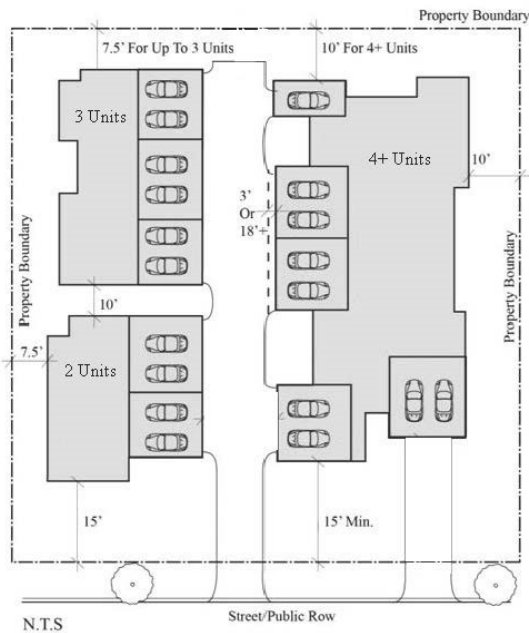 Property Boundary
7.5' For Up To 3 Units
10' For 4+ Units
3 Units
4+ Units
10'
3'
Or
18'+
Property Boundary
Property Boundary
10'
7.5'
2 Units
15'
15' Min.
Street/Public Row
N.T.S